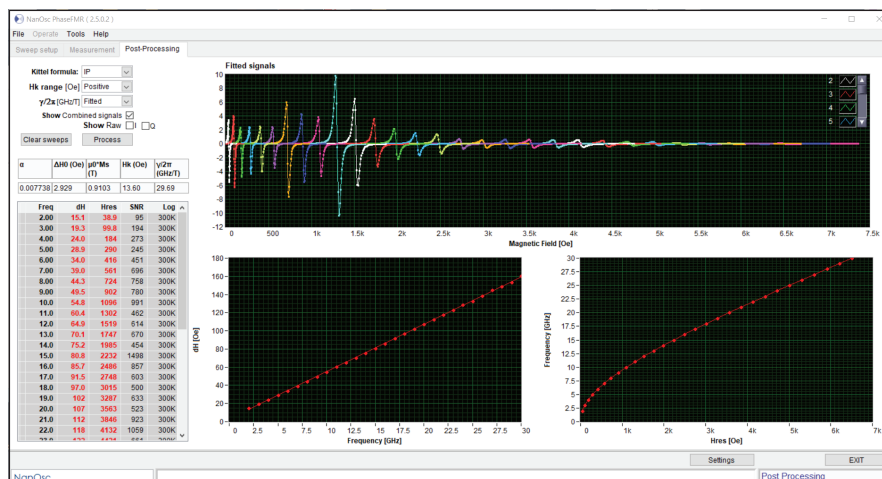 NanOsc PhaseFMR ( 2.5.0.2 )
File Operate Tools Help
Sweep setup Measurement Post-Processing
Kittel formula: IP
Hk range [Oe] Positive
γ/2π [GHz/T] Fitted
Show Combined signals
Show Raw I Q
Clear sweeps Process
α ΔH0 (Oe) μ0*Ms (T) Hk (Oe) γ/2π (GHz/T)
0.007738 2.929 0.9103 13.60 29.69
Freq dH Hres SNR Log
2.00 15.1 38.9 95 300K
3.00 19.3 99.8 194 300K
4.00 24.0 184 273 300K
5.00 28.9 290 245 300K
6.00 34.0 416 451 300K
7.00 39.0 561 696 300K
8.00 44.3 724 758 300K
9.00 49.5 902 780 300K
10.0 54.8 1096 991 300K
11.0 60.4 1302 462 300K
12.0 64.9 1519 614 300K
13.0 70.1 1747 670 300K
14.0 75.2 1985 454 300K
15.0 80.8 2232 1498 300K
16.0 85.7 2486 857 300K
17.0 91.5 2748 603 300K
18.0 97.0 3015 500 300K
19.0 102 3287 633 300K
20.0 107 3563 523 300K
21.0 112 3846 923 300K
22.0 118 4132 1059 300K
Fitted signals
10
8
6
4
2
0
-2
-4
-6
-8
-10
-12
0 500 1k 1.5k 2k 2.5k 3k 3.5k 4k 4.5k 5k 5.5k 6k 6.5k 7k 7.5k
Magnetic Field [Oe]
2
3
4
5
180
160
140
120
100
80
60
40
20
0
dH [Oe]
0 2.5 5 7.5 10 12.5 15 17.5 20 22.5 25 27.5 30
Frequency [GHz]
30
27.5
25
22.5
20
17.5
15
12.5
10
7.5
5
2.5
0
Frequency [GHz]
0 1k 2k 3k 4k 5k 6k 7k
Hres [Oe]
Settings EXIT
NanOsc
Post Processing